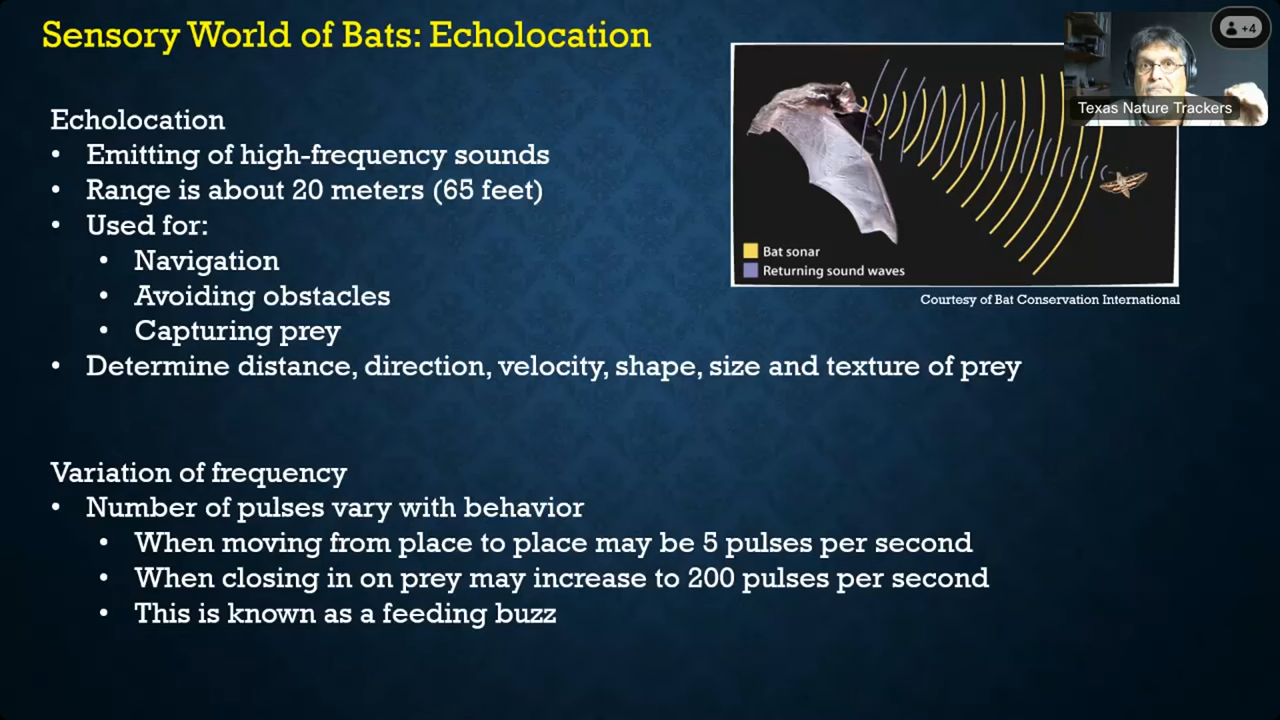 Sensory World of Bats: Echolocation
+4
Texas Nature Trackers
Echolocation
• Emitting of high-frequency sounds
• Range is about 20 meters (65 feet)
• Used for:
• Navigation
• Avoiding obstacles
• Capturing prey
• Determine distance, direction, velocity, shape, size and texture of prey
Bat sonar
Returning sound waves
Courtesy of Bat Conservation International
Variation of frequency
• Number of pulses vary with behavior
• When moving from place to place may be 5 pulses per second
• When closing in on prey may increase to 200 pulses per second
• This is known as a feeding buzz